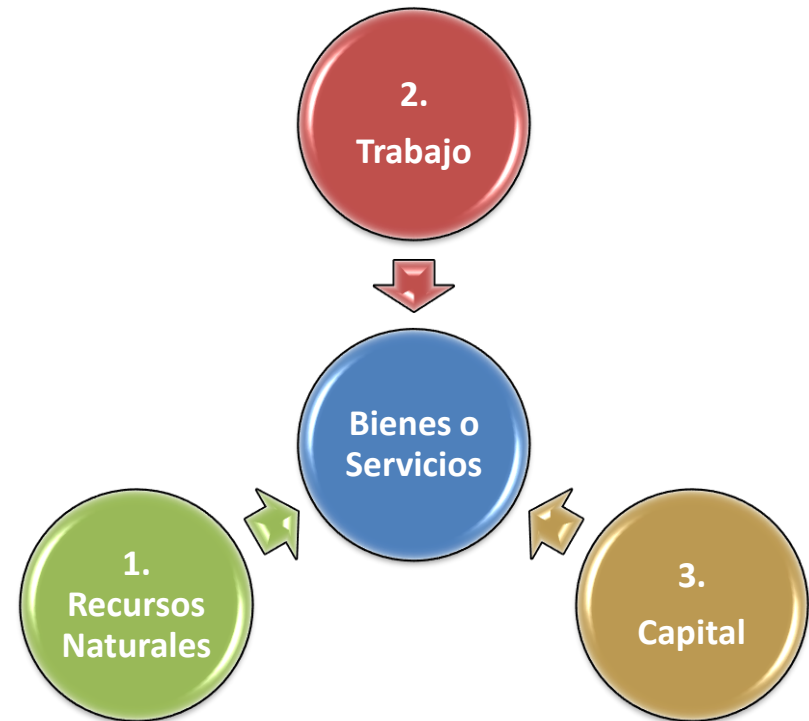 2.
Trabajo
Bienes o
Servicios
1.
Recursos
Naturales
3.
Capital